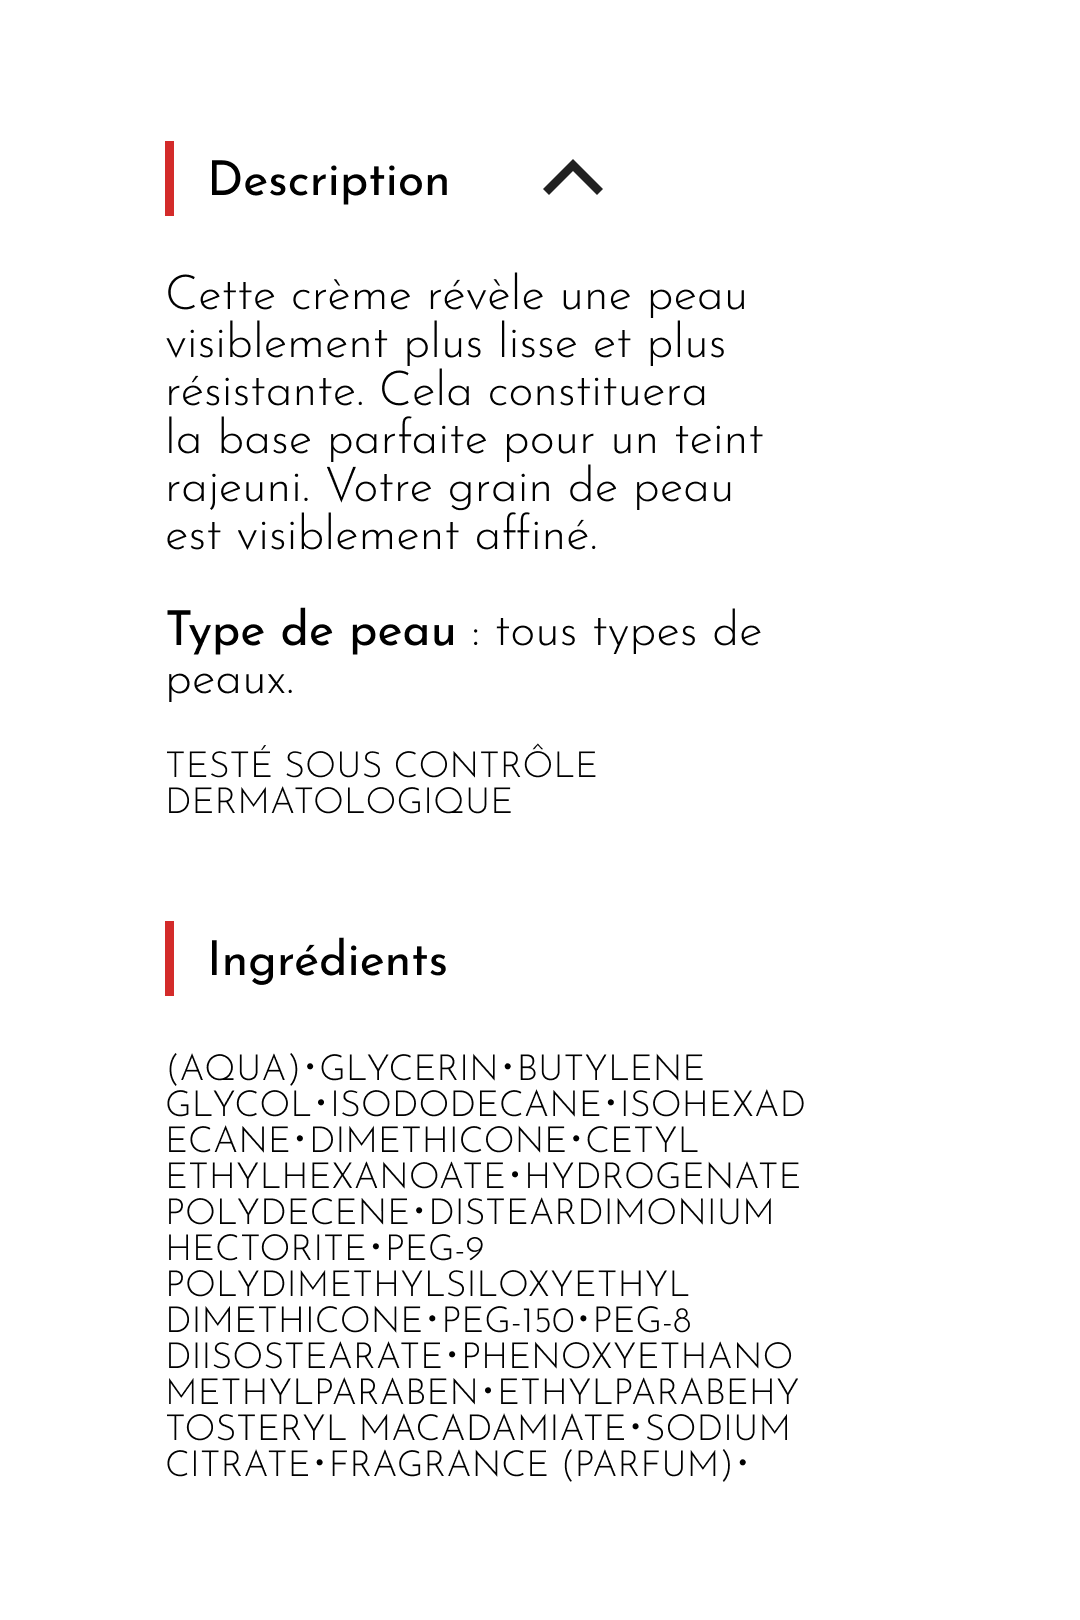 Description
Cette crème révèle une peau
visiblement plus lisse et plus
résistante. Cela constituera
la base parfaite pour un teint
rajeuni. Votre grain de peau
est visiblement affiné.
Type de peau : tous types de
peaux.
TESTÉ SOUS CONTRÔLE
DERMATOLOGIQUE
Ingrédients
(AQUA)•GLYCERIN•BUTYLENE
GLYCOL•ISODODECANE•ISOHEXAD
ECANE•DIMETHICONE•CETYL
ETHYLHEXANOATE•HYDROGENATE
POLYDECENE•DISTEARDIMONIUM
HECTORITE•PEG-9
POLYDIMETHYLSILOXYETHYL
DIMETHICONE•PEG-150•PEG-8
DIISOSTEARATE•PHENOXYETHANO
METHYLPARABEN•ETHYLPARABEHY
TOSTERYL MACADAMIATE•SODIUM
CITRATE•FRAGRANCE (PARFUM)•